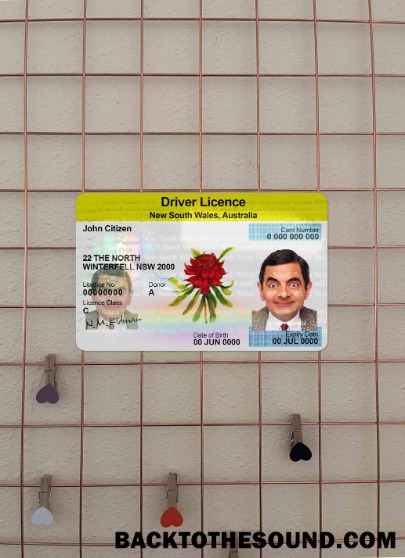 Driver Licence
New South Wales, Australia
John Citizen
Card Number
0 000 000 000
22 THE NORTH
WINTERFELL NSW 2000
Licence No
00000000
Donor
A
Licence Class
C
Date of Birth
00 JUN 0000
Expiry Date
00 JUL 0000
BACKTOTHESOUND.COM